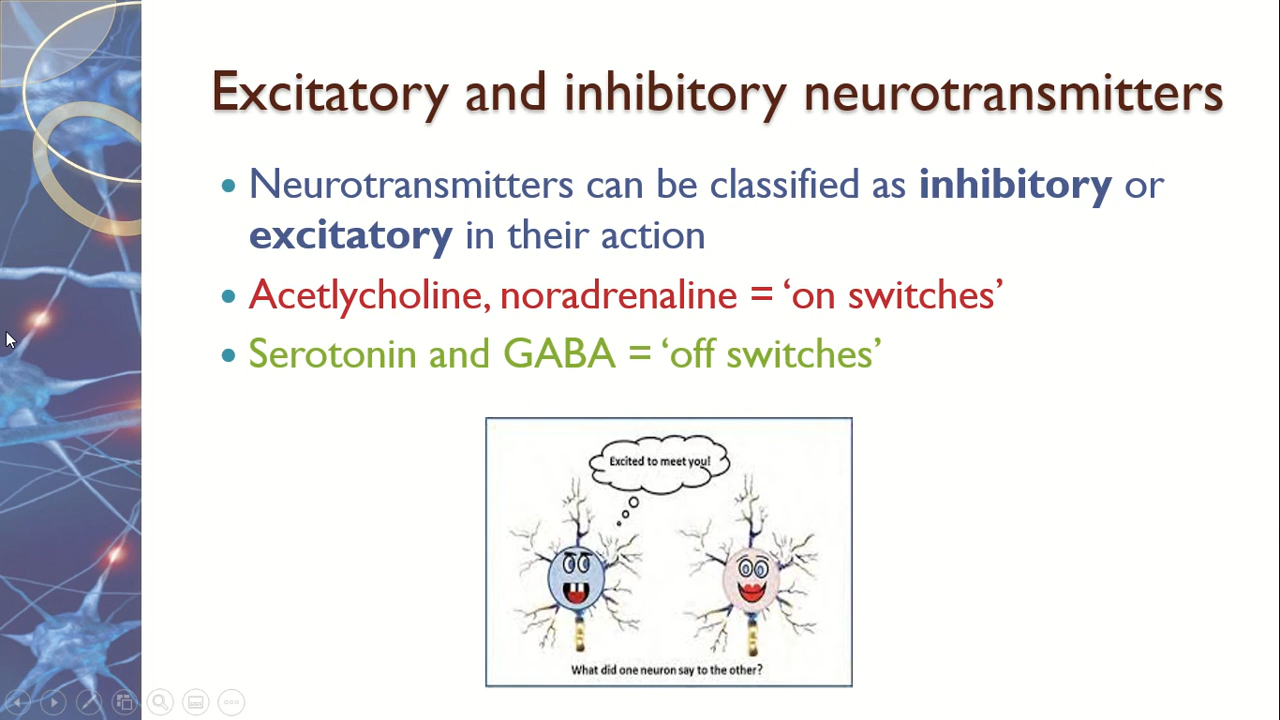 Excitatory and inhibitory neurotransmitters
Neurotransmitters can be classified as inhibitory or
excitatory in their action
Acetlycholine, noradrenaline = ‘on switches’
Serotonin and GABA = ‘off switches’
Excited to meet you!
What did one neuron say to the other?